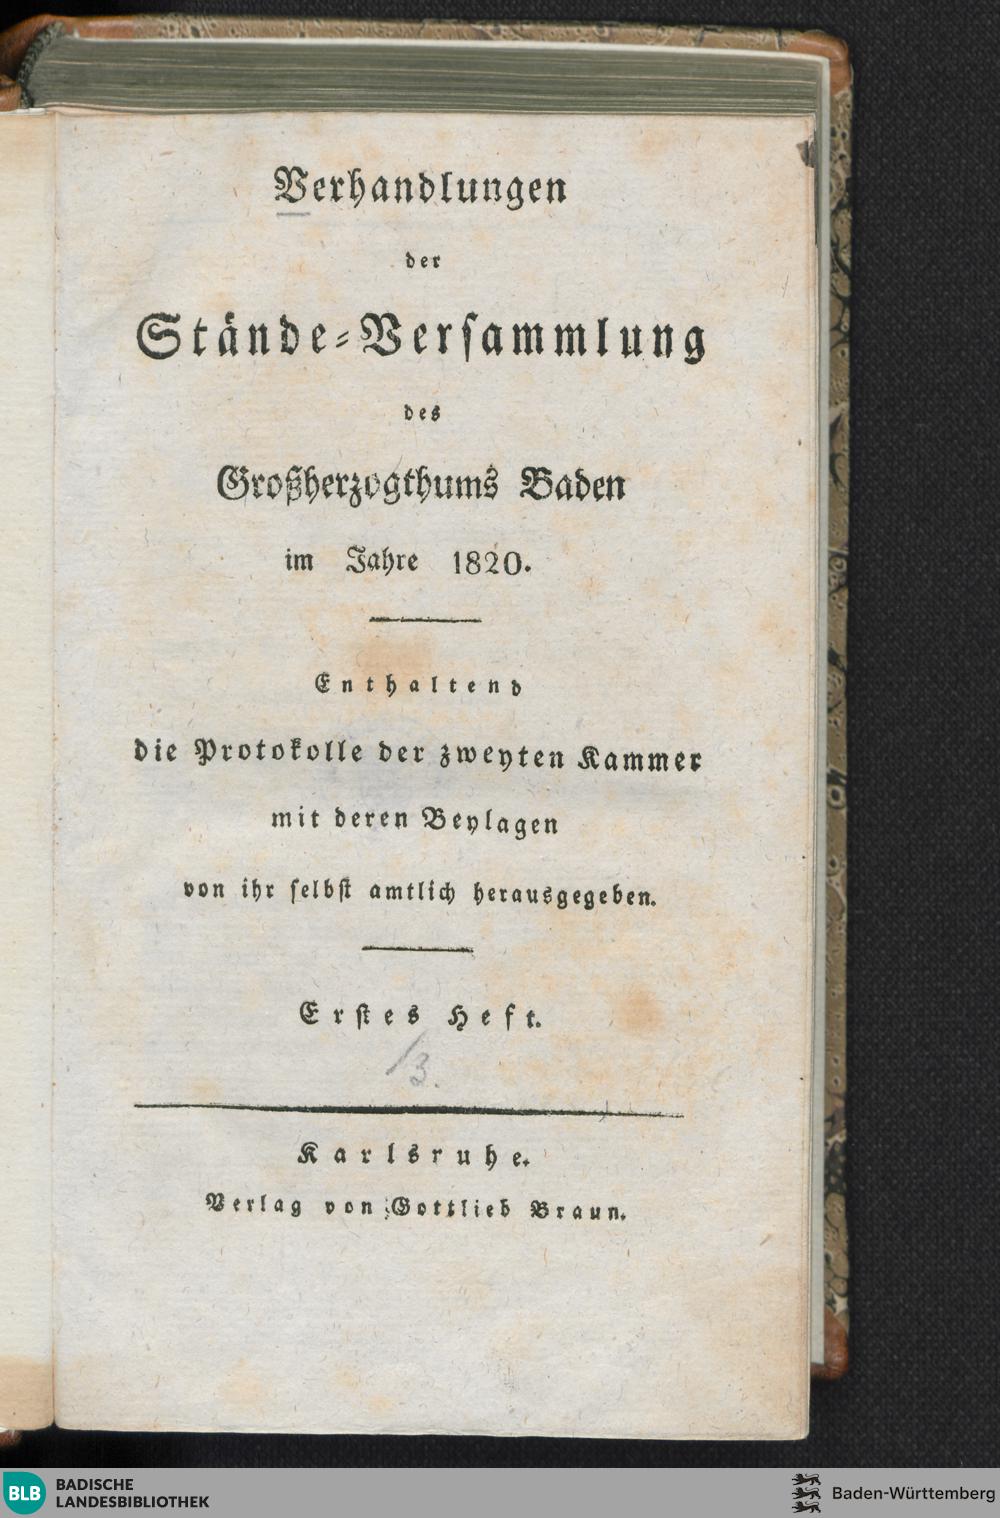 Verhandlungen
der
Stände-Versammlung
des
Großherzogthums Baden
im Jahre 1820.
Enthaltend
die Protokolle der zweyten Kammer
mit deren Beylagen
von ihr selbst amtlich herausgegeben.
Erstes Heft.
/3.
Karlsruhe.
Verlag von Gottlieb Braun.
BLB BADISCHE
LANDESBIBLIOTHEK
Baden-Württemberg